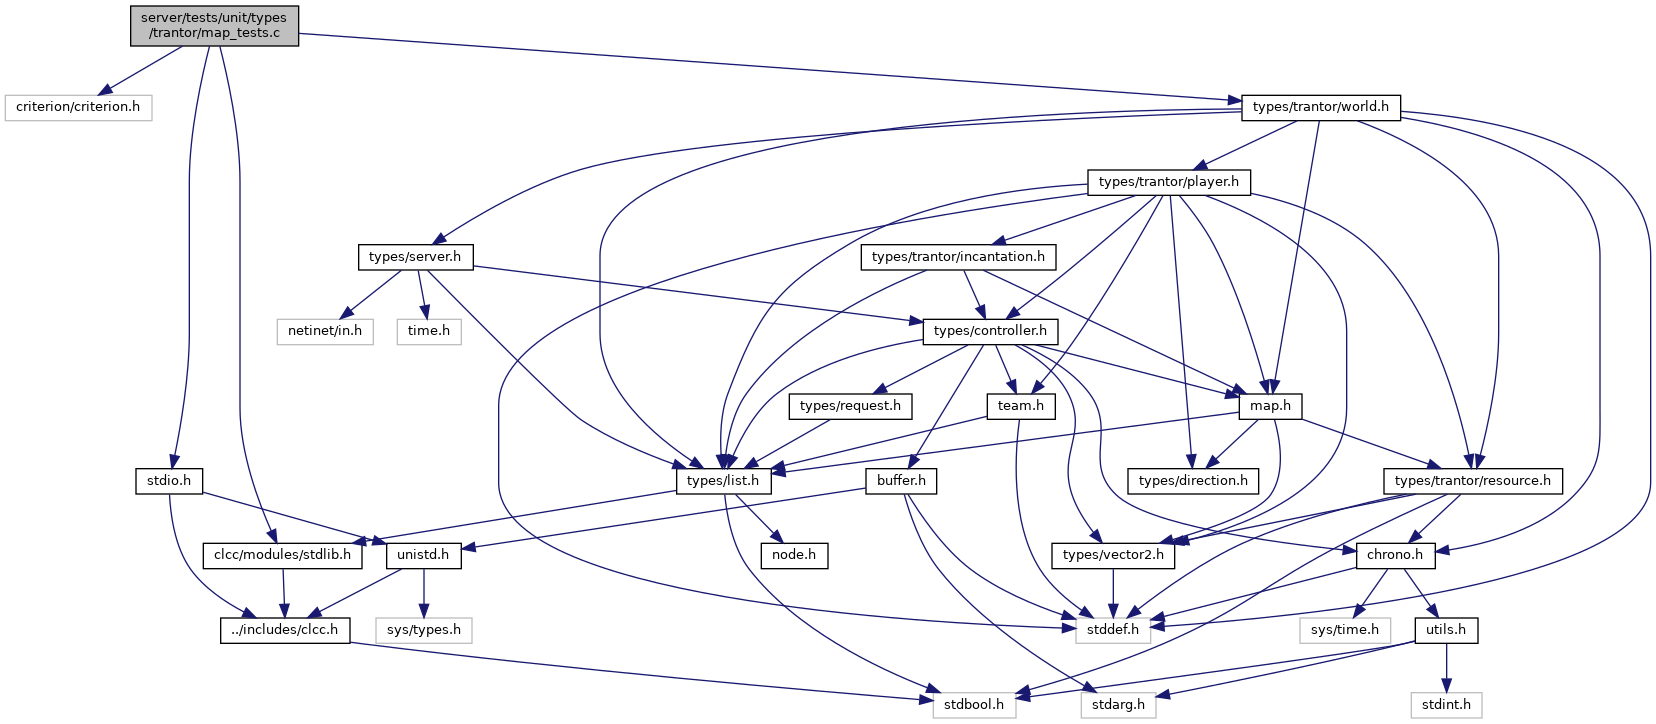 server/tests/unit/types
/trantor/map_tests.c
criterion/criterion.h
types/trantor/world.h
types/trantor/player.h
types/server.h
types/trantor/incantation.h
netinet/in.h
time.h
types/controller.h
types/request.h
team.h
map.h
stdio.h
types/list.h
buffer.h
types/direction.h
types/trantor/resource.h
clcc/modules/stdlib.h
unistd.h
node.h
types/vector2.h
chrono.h
../includes/clcc.h
sys/types.h
stddef.h
sys/time.h
utils.h
stdbool.h
stdarg.h
stdint.h